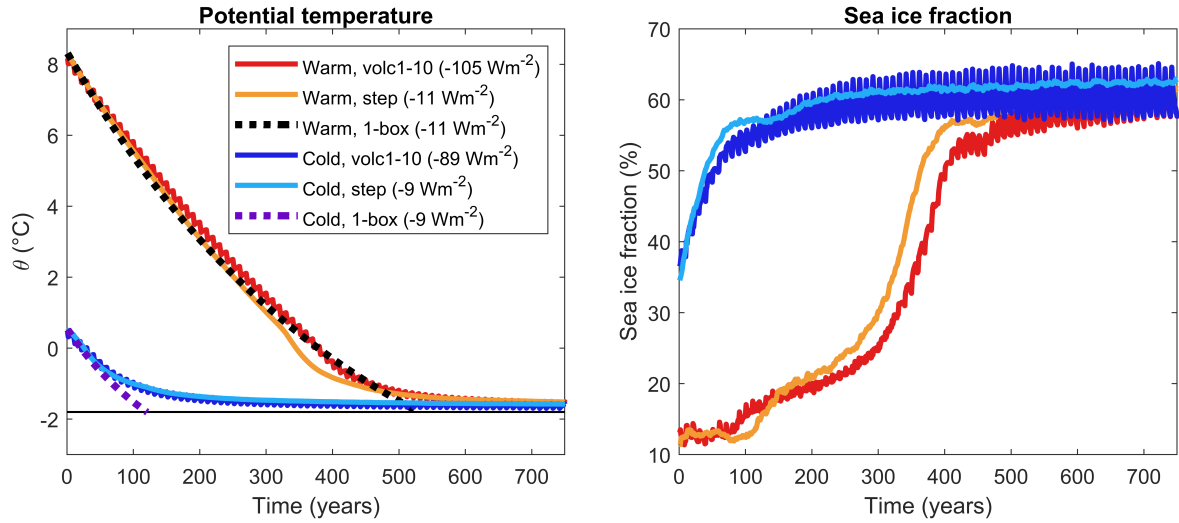 Potential temperature
8
6
4
2
0
-2
θ (°C)
0 100 200 300 400 500 600 700
Time (years)
Warm, volc1-10 (-105 Wm⁻²)
Warm, step (-11 Wm⁻²)
Warm, 1-box (-11 Wm⁻²)
Cold, volc1-10 (-89 Wm⁻²)
Cold, step (-9 Wm⁻²)
Cold, 1-box (-9 Wm⁻²)
Sea ice fraction
70
60
50
40
30
20
10
Sea ice fraction (%)
0 100 200 300 400 500 600 700
Time (years)